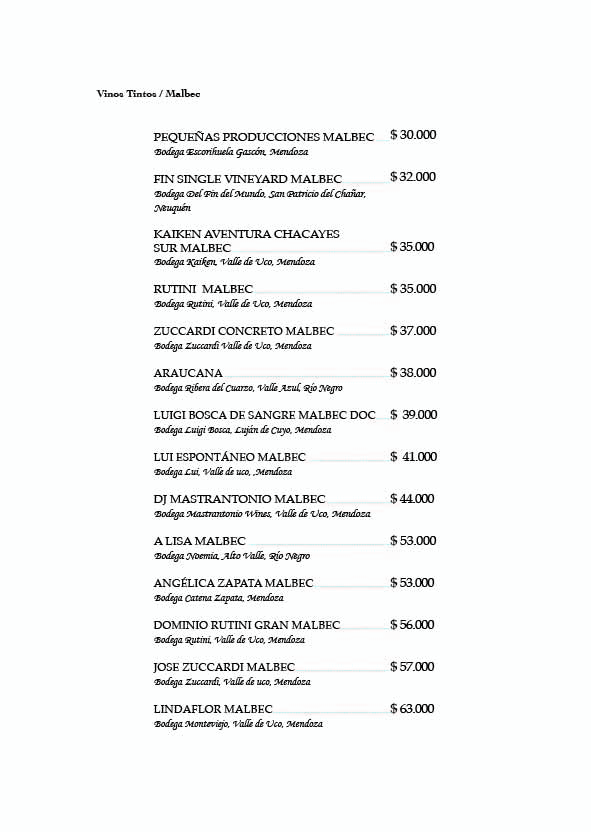 Vinos Tintos / Malbec
PEQUEÑAS PRODUCCIONES MALBEC $ 30.000
Bodega Escorihuela Gascón, Mendoza
FIN SINGLE VINEYARD MALBEC $ 32.000
Bodega Del Fin del Mundo, San Patricio del Chañar,
Neuquén
KAIKEN AVENTURA CHACAYES
SUR MALBEC $ 35.000
Bodega Kaiken, Valle de Uco, Mendoza
RUTINI MALBEC $ 35.000
Bodega Rutini, Valle de Uco, Mendoza
ZUCCARDI CONCRETO MALBEC $ 37.000
Bodega Zuccardi Valle de Uco, Mendoza
ARAUCANA $ 38.000
Bodega Ribera del Cuarzo, Valle Azul, Río Negro
LUIGI BOSCA DE SANGRE MALBEC DOC $ 39.000
Bodega Luigi Bosca, Luján de Cuyo, Mendoza
LUI ESPONTÁNEO MALBEC $ 41.000
Bodega Lui, Valle de uco, ,Mendoza
DJ MASTRANTONIO MALBEC $ 44.000
Bodega Mastrantonio Wines, Valle de Uco, Mendoza
A LISA MALBEC $ 53.000
Bodega Noemia, Alto Valle, Río Negro
ANGÉLICA ZAPATA MALBEC $ 53.000
Bodega Catena Zapata, Mendoza
DOMINIO RUTINI GRAN MALBEC $ 56.000
Bodega Rutini, Valle de Uco, Mendoza
JOSE ZUCCARDI MALBEC $ 57.000
Bodega Zuccardi, Valle de uco, Mendoza
LINDAFLOR MALBEC $ 63.000
Bodega Monteviejo, Valle de Uco, Mendoza